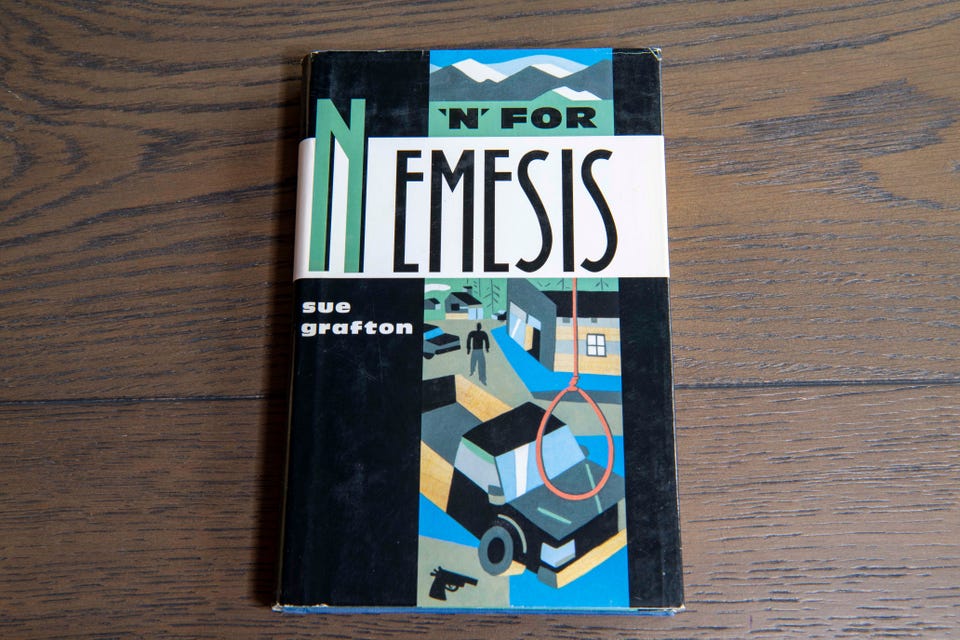 'N' FOR
NEMESIS
sue
grafton